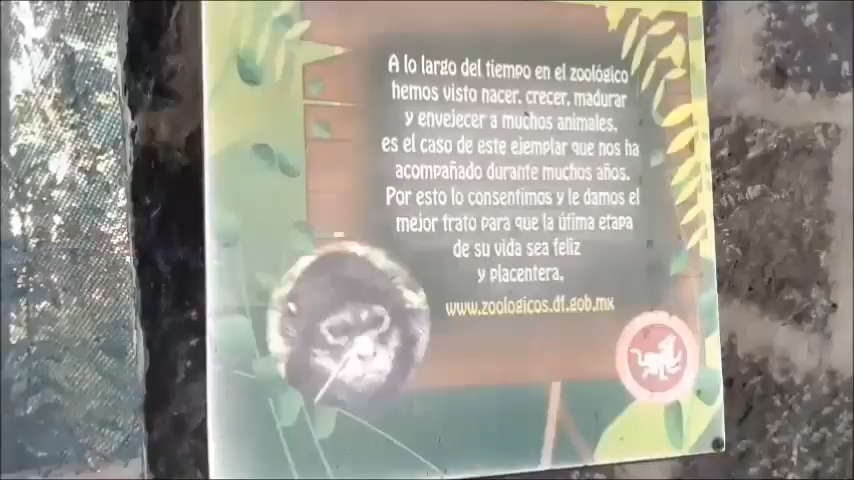 A lo largo del tiempo en el zoológico
hemos visto nacer, crecer, madurar
y envejecer a muchos animales,
es el caso de este ejemplar que nos ha
acompañado durante muchos años.
Por esto lo consentimos y le damos el
mejor trato para que la útima etapa
de su vida sea feliz
y placentera.
www.zoologicos.df.gob.mx